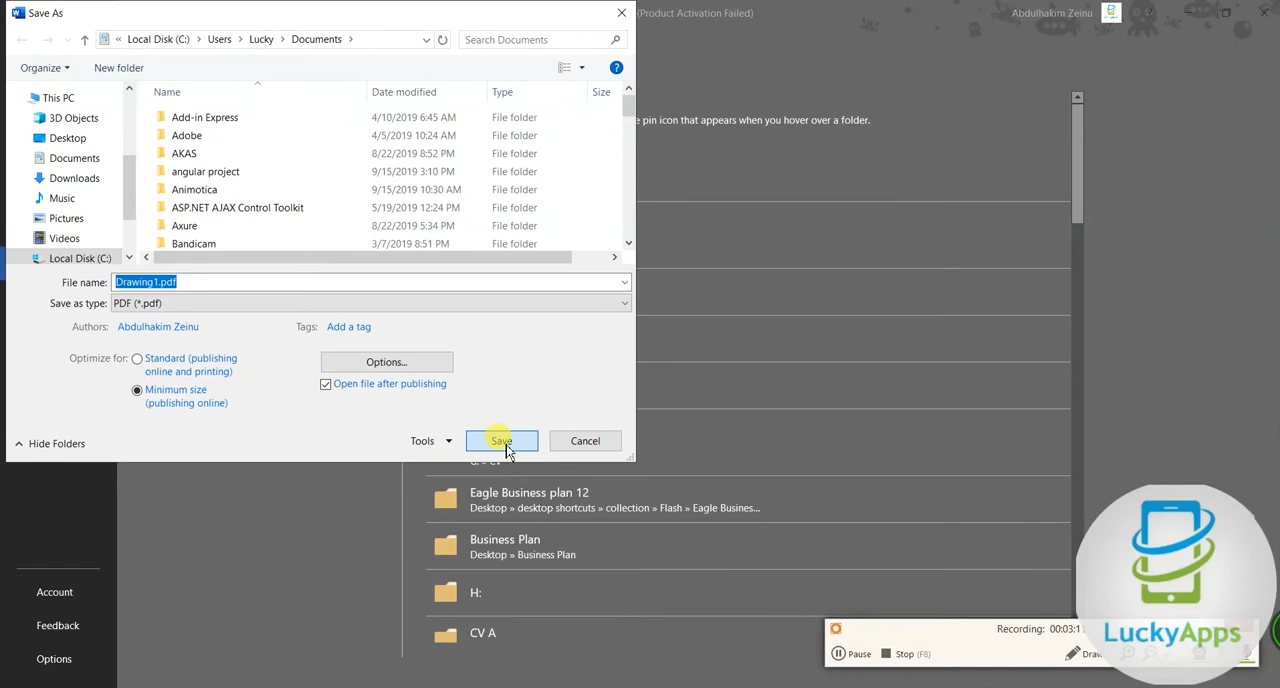 Save As
(Product Activation Failed)
Abdulhakim Zeinu
« Local Disk (C:) > Users > Lucky > Documents >
Search Documents
Organize
New folder
?
This PC
3D Objects
Desktop
Documents
Downloads
Music
Pictures
Videos
Local Disk (C:)
Name Date modified Type Size
Add-in Express 4/10/2019 6:45 AM File folder
Adobe 4/5/2019 10:24 AM File folder
AKAS 8/22/2019 8:52 PM File folder
angular project 9/15/2019 3:10 PM File folder
Animotica 9/15/2019 10:30 AM File folder
ASP.NET AJAX Control Toolkit 5/19/2019 12:24 PM File folder
Axure 8/22/2019 5:34 PM File folder
Bandicam 3/7/2019 8:51 PM File folder
e pin icon that appears when you hover over a folder.
File name: Drawing1.pdf
Save as type: PDF (*.pdf)
Authors: Abdulhakim Zeinu
Tags: Add a tag
Optimize for: Standard (publishing
online and printing)
Minimum size
(publishing online)
Options...
Open file after publishing
Hide Folders
Tools
Save
Cancel
Eagle Business plan 12
Desktop » desktop shortcuts » collection » Flash » Eagle Busines...
Business Plan
Desktop » Business Plan
H:
CV A
Account
Feedback
Options
Recording: 00:03:1
Pause
Stop (F8)
Draw
LuckyApps